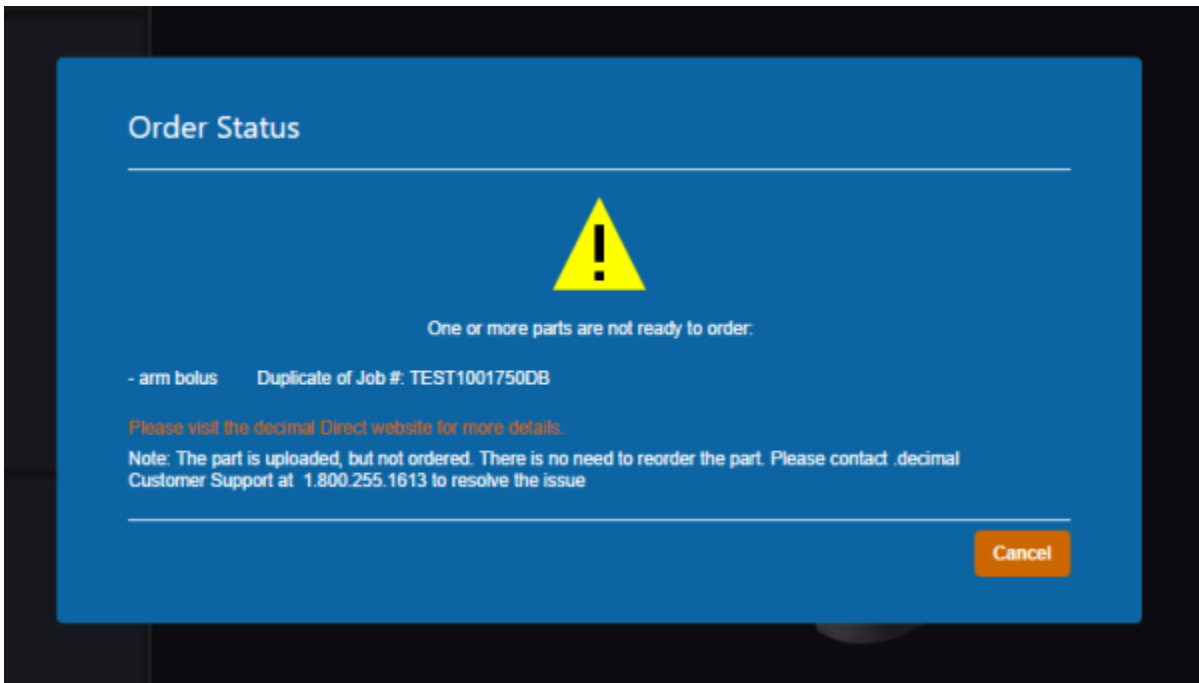 Order Status
!
One or more parts are not ready to order:
- arm bolus Duplicate of Job #: TEST1001750DB
Please visit the decimal Direct website for more details.
Note: The part is uploaded, but not ordered. There is no need to reorder the part. Please contact .decimal
Customer Support at 1.800.255.1613 to resolve the issue
Cancel